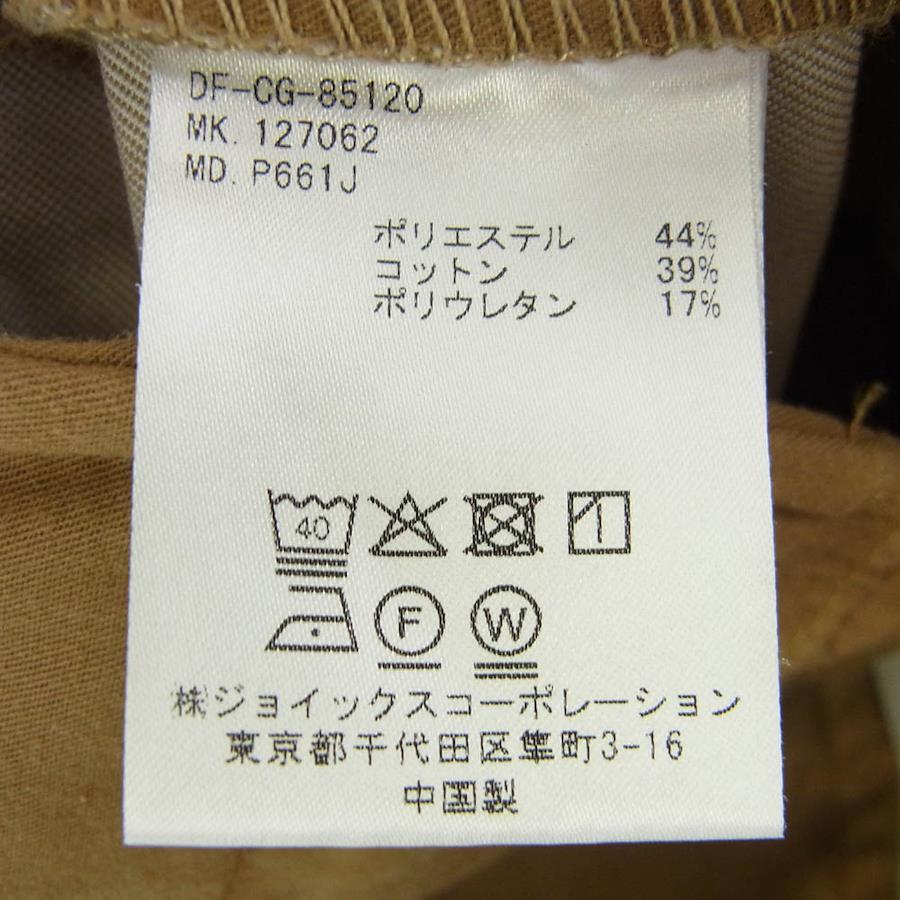 DF-CG-85120
MK. 127062
MD. P661J
ポリエステル 44%
コットン 39%
ポリウレタン 17%
40
F W
㈱ジョイックスコーポレーション
東京都千代田区隼町3-16
中国製